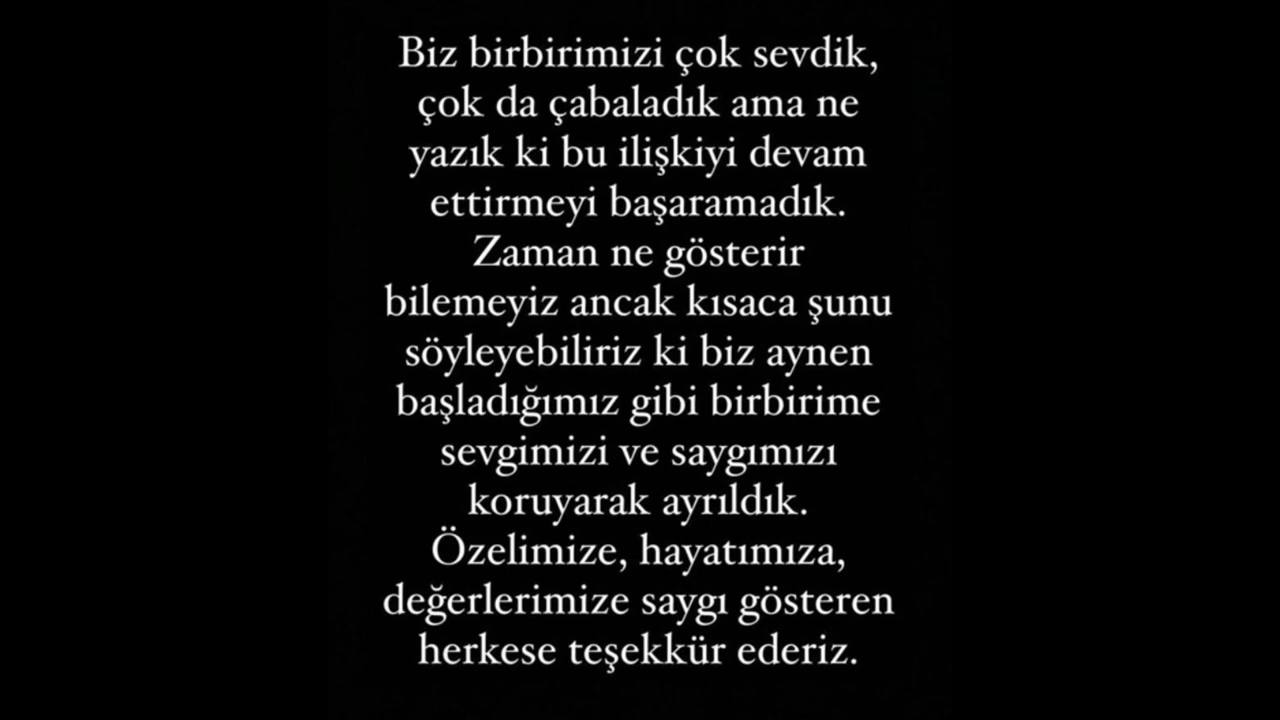 Biz birbirimizi çok sevdik,
çok da çabaladık ama ne
yazık ki bu ilişkiyi devam
ettirmeyi başaramadık.
Zaman ne gösterir
bilemeyiz ancak kısaca şunu
söyleyebiliriz ki biz aynen
başladığımız gibi birbirime
sevgimizi ve saygımızı
koruyarak ayrıldık.
Özelimize, hayatımıza,
değerlerimize saygı gösteren
herkese teşekkür ederiz.